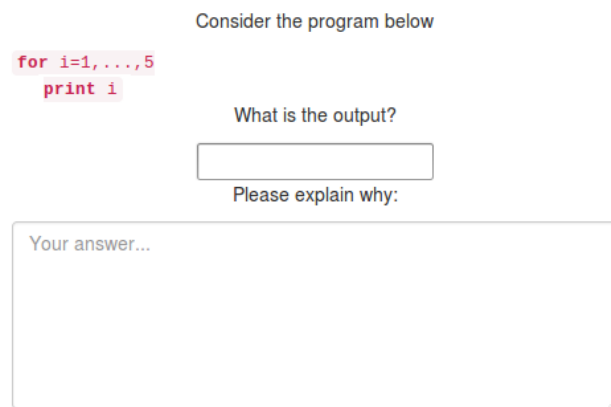 Consider the program below
for i=1,...,5
print i
What is the output?
Please explain why:
Your answer...